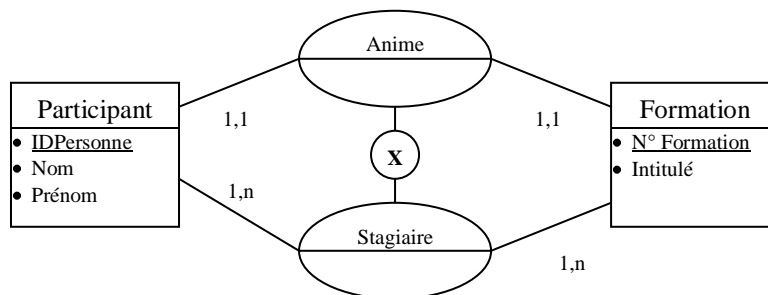 Anime
Participant
Formation
1,1
1,1
• IDPersonne
• Nom
• Prénom
X
• N° Formation
• Intitulé
1,n
Stagiaire
1,n